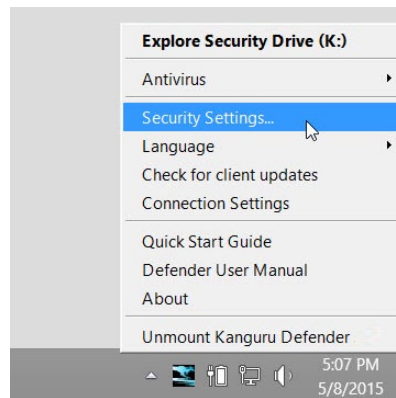 Explore Security Drive (K:)
Antivirus
Security Settings...
Language
Check for client updates
Connection Settings
Quick Start Guide
Defender User Manual
About
Unmount Kanguru Defender
5:07 PM
5/8/2015